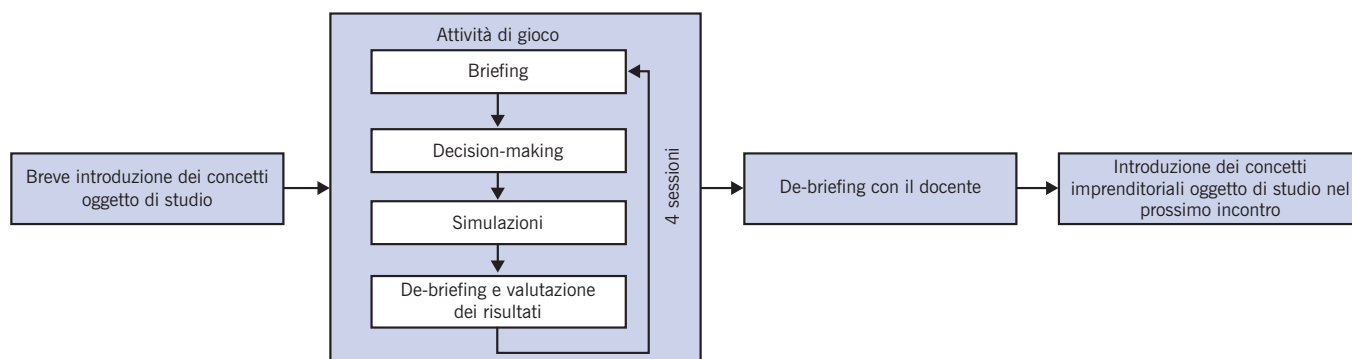 Breve introduzione dei concetti
oggetto di studio
Attività di gioco
Briefing
Decision-making
Simulazioni
De-briefing e valutazione
dei risultati
4 sessioni
De-briefing con il docente
Introduzione dei concetti
imprenditoriali oggetto di studio nel
prossimo incontro